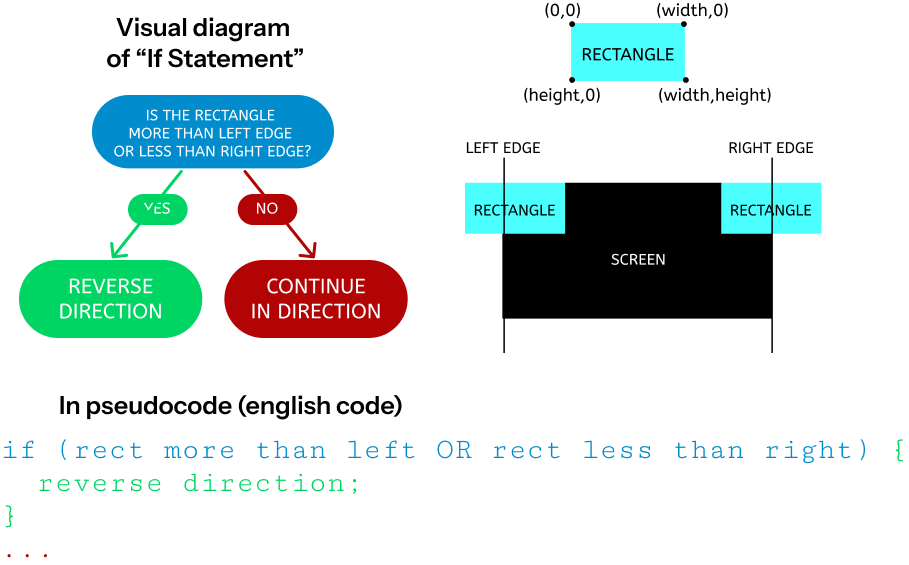 Visual diagram
of “If Statement”
IS THE RECTANGLE
MORE THAN LEFT EDGE
OR LESS THAN RIGHT EDGE?
YES
NO
REVERSE
DIRECTION
CONTINUE
IN DIRECTION
(0,0)
(width,0)
RECTANGLE
(height,0)
(width,height)
LEFT EDGE
RIGHT EDGE
RECTANGLE
RECTANGLE
SCREEN
In pseudocode (english code)
if (rect more than left OR rect less than right) {
  reverse direction;
}
...